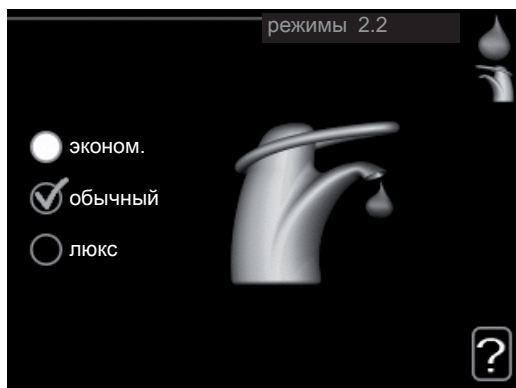 режимы 2.2
эконом.
обычный
люкс
?